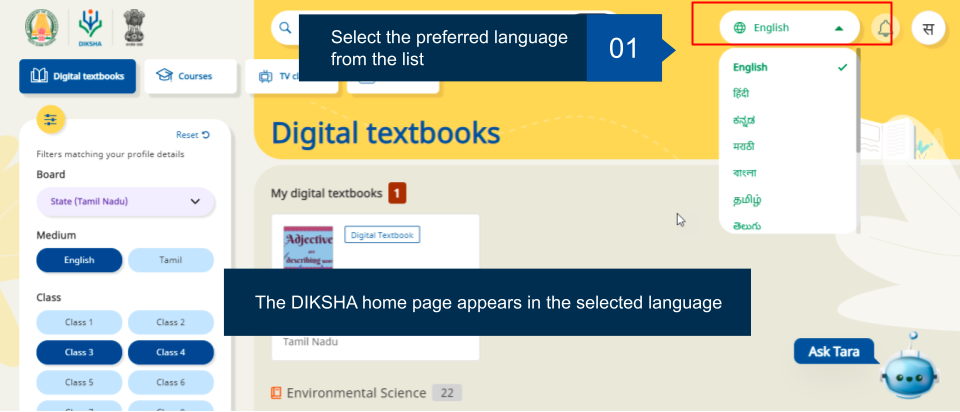 DIKSHA
Select the preferred language
from the list
01
English
स
Digital textbooks
Courses
TV
English
हिंदी
ಕನ್ನಡ
मराठी
বাংলা
தமிழ்
తెలుగు
Reset
Filters matching your profile details
Board
State (Tamil Nadu)
Medium
English
Tamil
Class
Class 1
Class 2
Class 3
Class 4
Class 5
Class 6
Digital textbooks
My digital textbooks 1
Adjective
describing
Digital Textbook
The DIKSHA home page appears in the selected language
Tamil Nadu
Environmental Science 22
Ask Tara